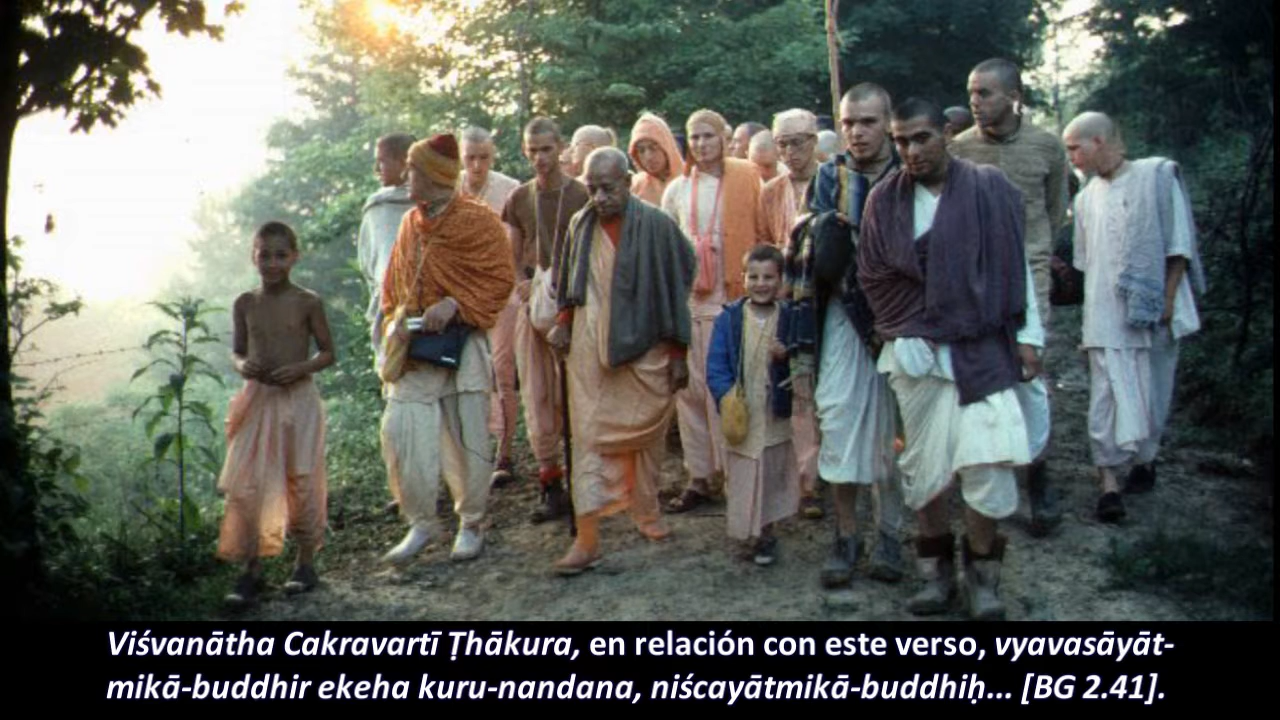 Viśvanātha Cakravartī Ṭhākura, en relación con este verso, vyavasāyāt-
mikā-buddhir ekeha kuru-nandana, niścayātmikā-buddhiḥ... [BG 2.41].